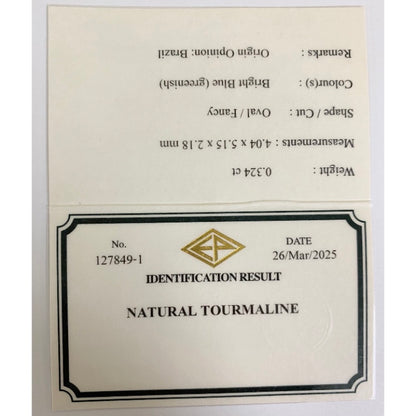 Weight : 0.324 ct
Measurements : 4.04 x 5.15 x 2.18 mm
Shape / Cut : Oval / Fancy
Colour(s) : Bright Blue (greenish)
Remarks : Origin Opinion: Brazil
No.
127849-1
DATE
26/Mar/2025
IDENTIFICATION RESULT
NATURAL TOURMALINE